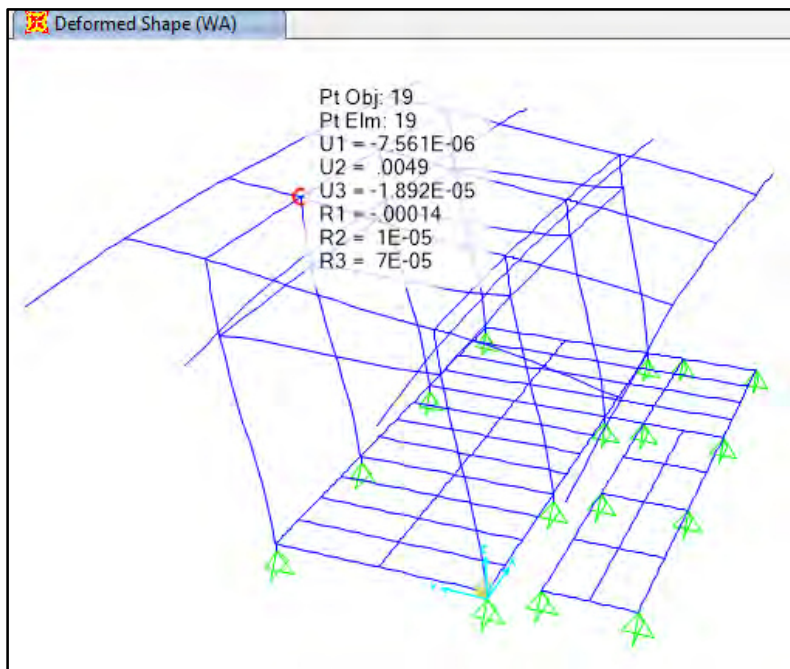 Deformed Shape (WA)
Pt Obj: 19
Pt Elm: 19
U1 = -7.561E-06
U2 = .0049
U3 = -1.892E-05
R1 = -.00014
R2 = 1E-05
R3 = 7E-05